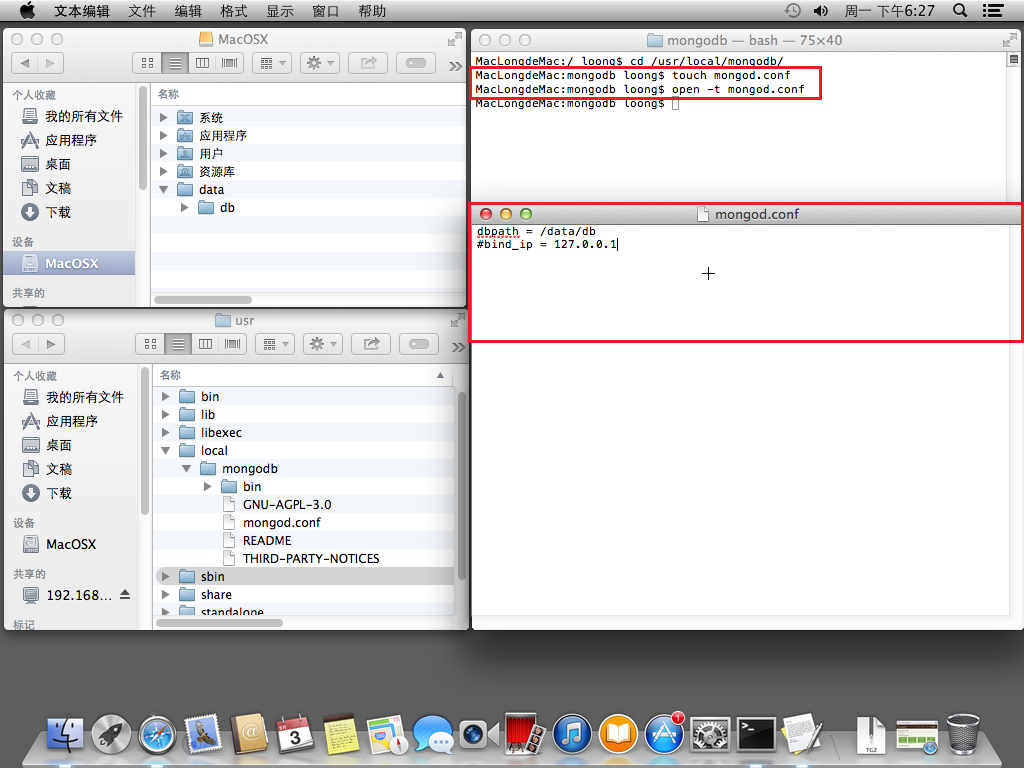 文本编辑 文件 编辑 格式 显示 窗口 帮助 周一 下午6:27
MacOSX
个人收藏
我的所有文件
应用程序
桌面
文稿
下载
设备
MacOSX
共享的
名称
系统
应用程序
用户
资源库
data
db
mongodb — bash — 75×40
MacLongdeMac:/ loong$ cd /usr/local/mongodb/
MacLongdeMac:mongodb loong$ touch mongod.conf
MacLongdeMac:mongodb loong$ open -t mongod.conf
MacLongdeMac:mongodb loong$
mongod.conf
dbpath = /data/db
#bind_ip = 127.0.0.1
usr
个人收藏
我的所有文件
应用程序
桌面
文稿
下载
设备
MacOSX
共享的
192.168...
标记
名称
bin
lib
libexec
local
mongodb
bin
GNU-AGPL-3.0
mongod.conf
README
THIRD-PARTY-NOTICES
sbin
share
standalone
3
1
TGZ